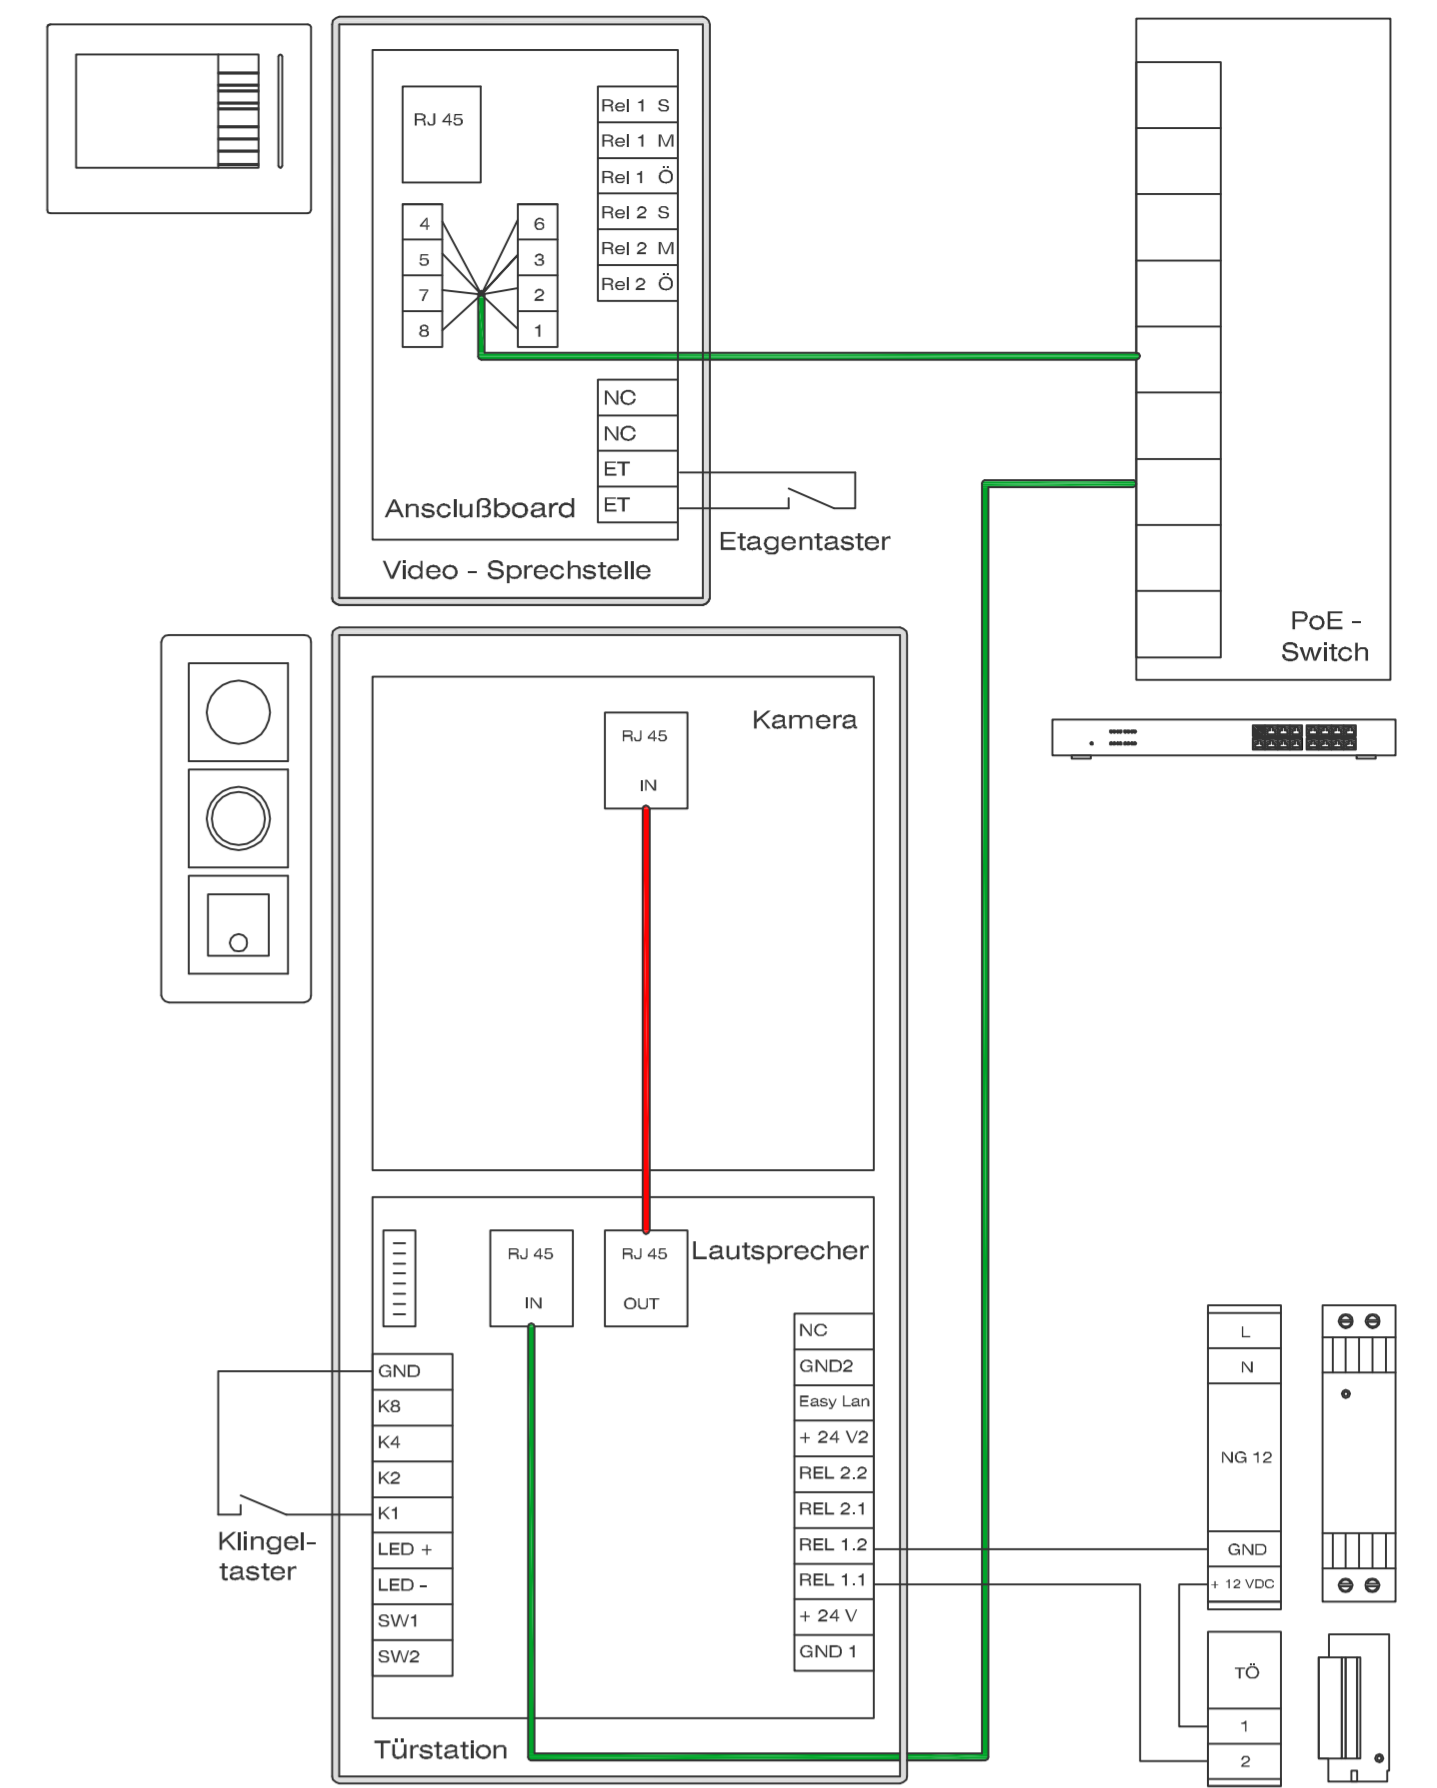 RJ 45
Rel 1 S
Rel 1 M
Rel 1 Ö
Rel 2 S
Rel 2 M
Rel 2 Ö
4
5
7
8
6
3
2
1
NC
NC
ET
ET
Ansclußboard
Etagentaster
Video - Sprechstelle
PoE -
Switch
Kamera
RJ 45
IN
Lautsprecher
RJ 45
IN
RJ 45
OUT
GND
K8
K4
K2
K1
LED +
LED -
SW1
SW2
Klingel-
taster
NC
GND2
Easy Lan
+ 24 V2
REL 2.2
REL 2.1
REL 1.2
REL 1.1
+ 24 V
GND 1
Türstation
L
N
NG 12
GND
+ 12 VDC
TÖ
1
2